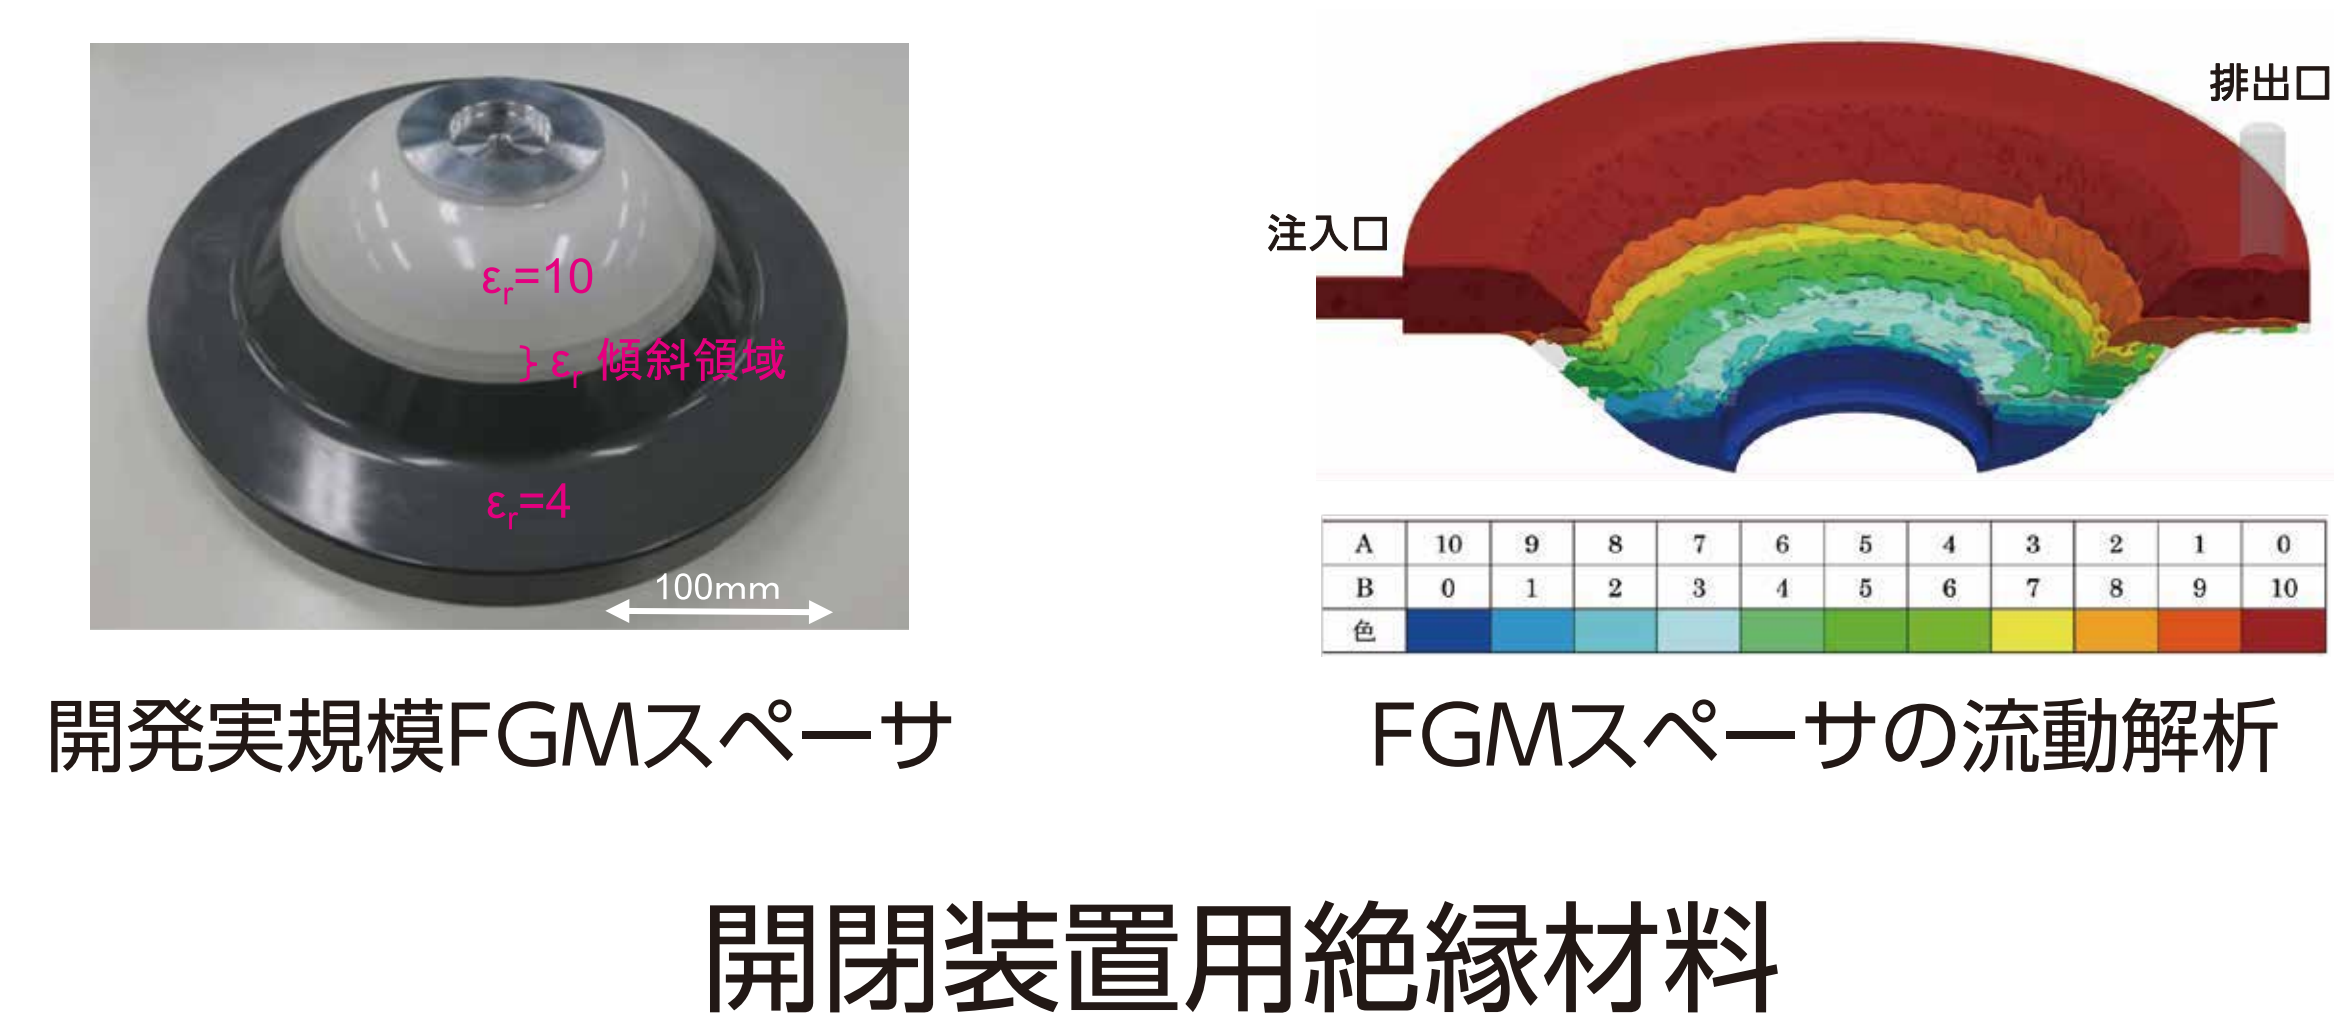 εr=10
} εr 傾斜領域
εr=4
100mm
開発実規模FGMスペーサ
排出口
注入口
A 10 9 8 7 6 5 4 3 2 1 0
B 0 1 2 3 4 5 6 7 8 9 10
色
FGMスペーサの流動解析
開閉装置用絶縁材料